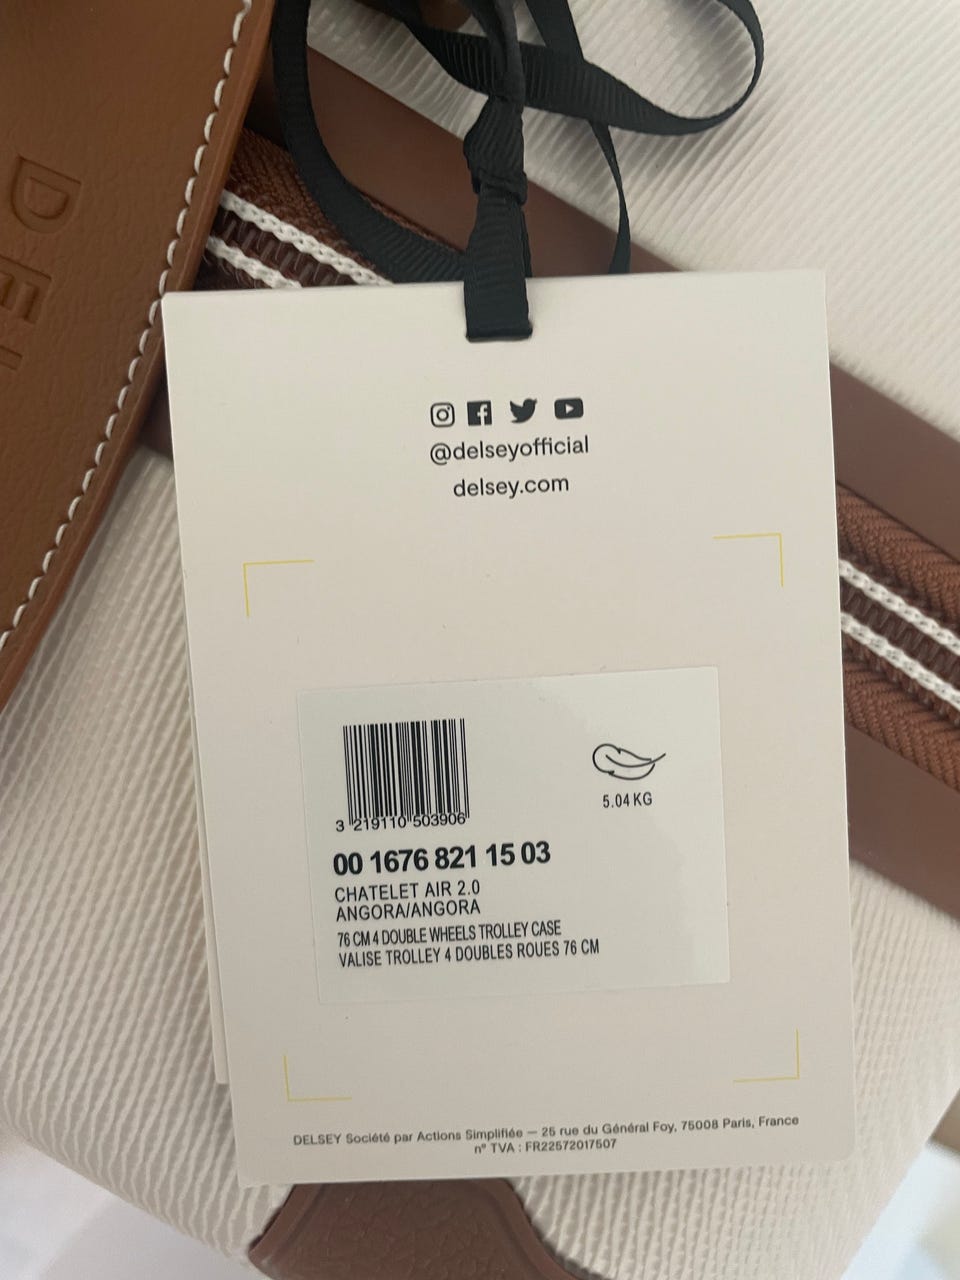 DEL
@delseyofficial
delsey.com
3 219110 503906
5.04 KG
00 1676 821 15 03
CHATELET AIR 2.0
ANGORA/ANGORA
76 CM 4 DOUBLE WHEELS TROLLEY CASE
VALISE TROLLEY 4 DOUBLES ROUES 76 CM
DELSEY Société par Actions Simplifiée — 25 rue du Général Foy, 75008 Paris, France
n° TVA : FR22572017507